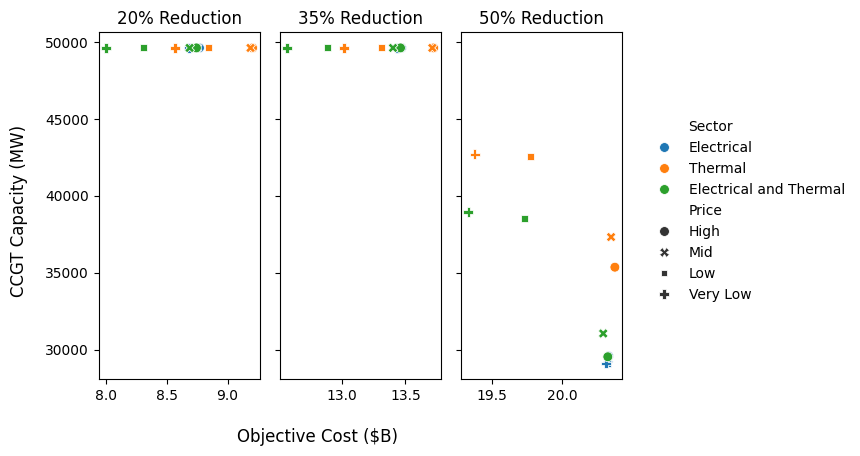 20% Reduction
35% Reduction
50% Reduction
CCGT Capacity (MW)
50000
45000
40000
35000
30000
8.0
8.5
9.0
13.0
13.5
19.5
20.0
Objective Cost ($B)
Sector
Electrical
Thermal
Electrical and Thermal
Price
High
Mid
Low
Very Low